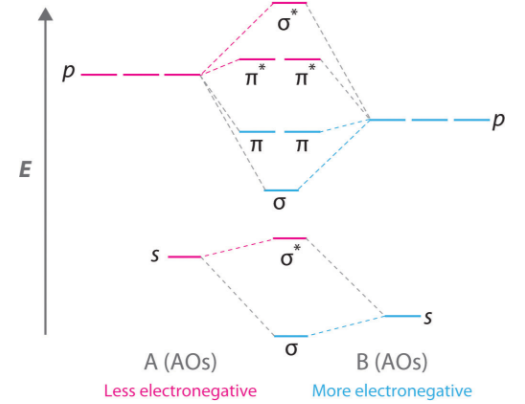 σ*
p
π* π*
p
π π
E
σ
s
σ*
s
σ
A (AOs) B (AOs)
Less electronegative More electronegative